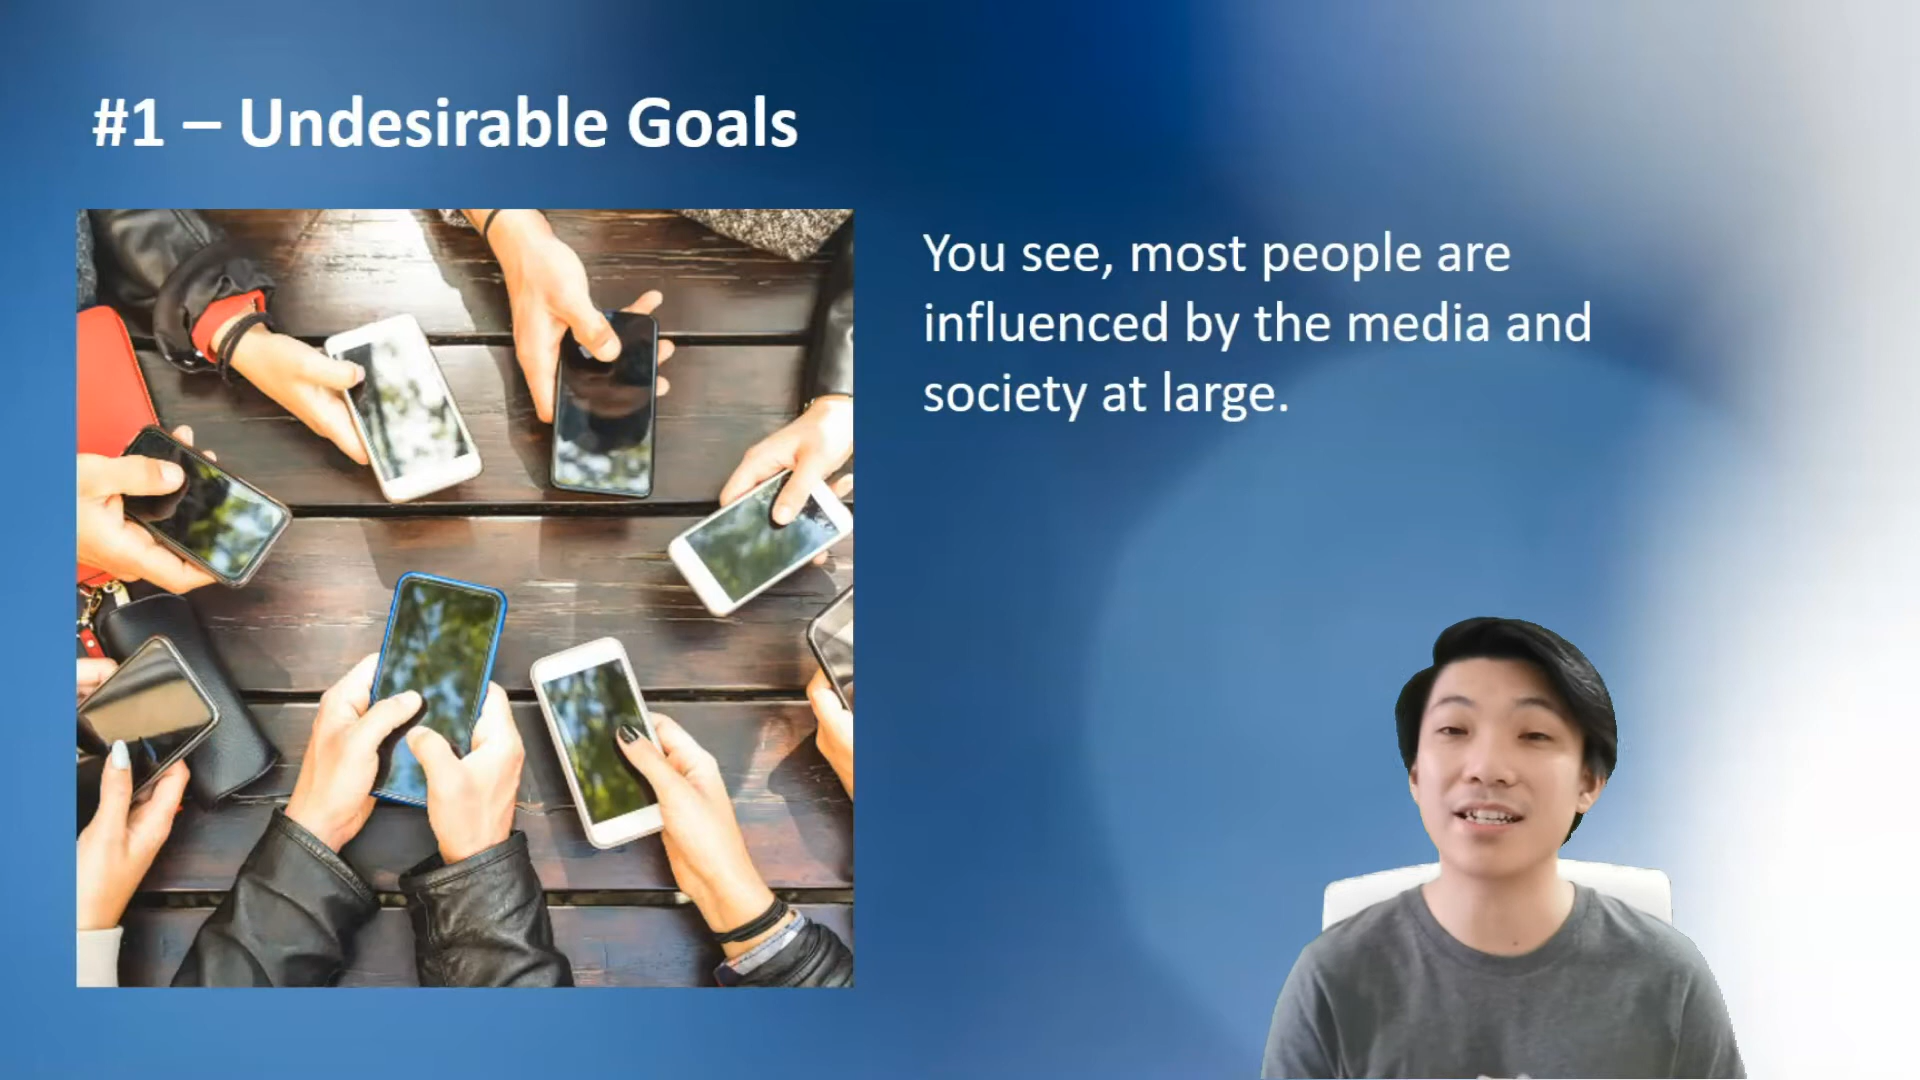 #1 – Undesirable Goals
You see, most people are
influenced by the media and
society at large.